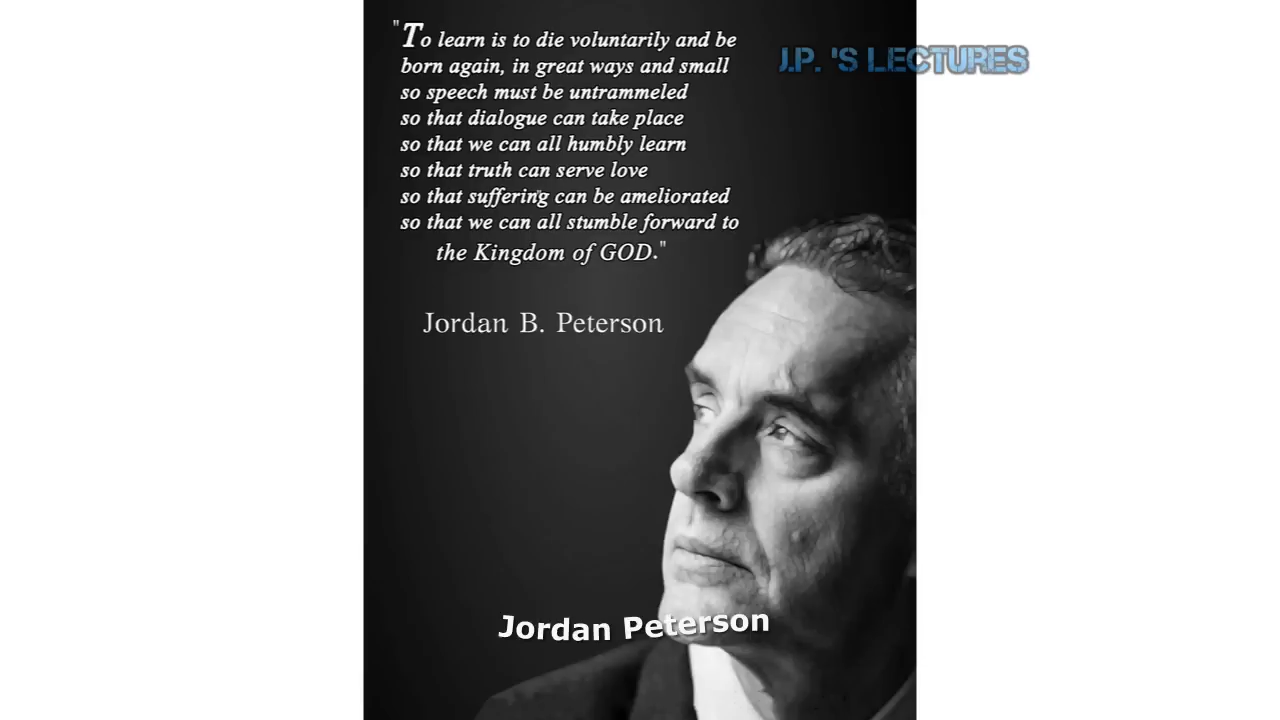 "To learn is to die voluntarily and be
born again, in great ways and small
so speech must be untrammeled
so that dialogue can take place
so that we can all humbly learn
so that truth can serve love
so that suffering can be ameliorated
so that we can all stumble forward to
the Kingdom of GOD."
Jordan B. Peterson
J.P. 'S LECTURES
Jordan Peterson